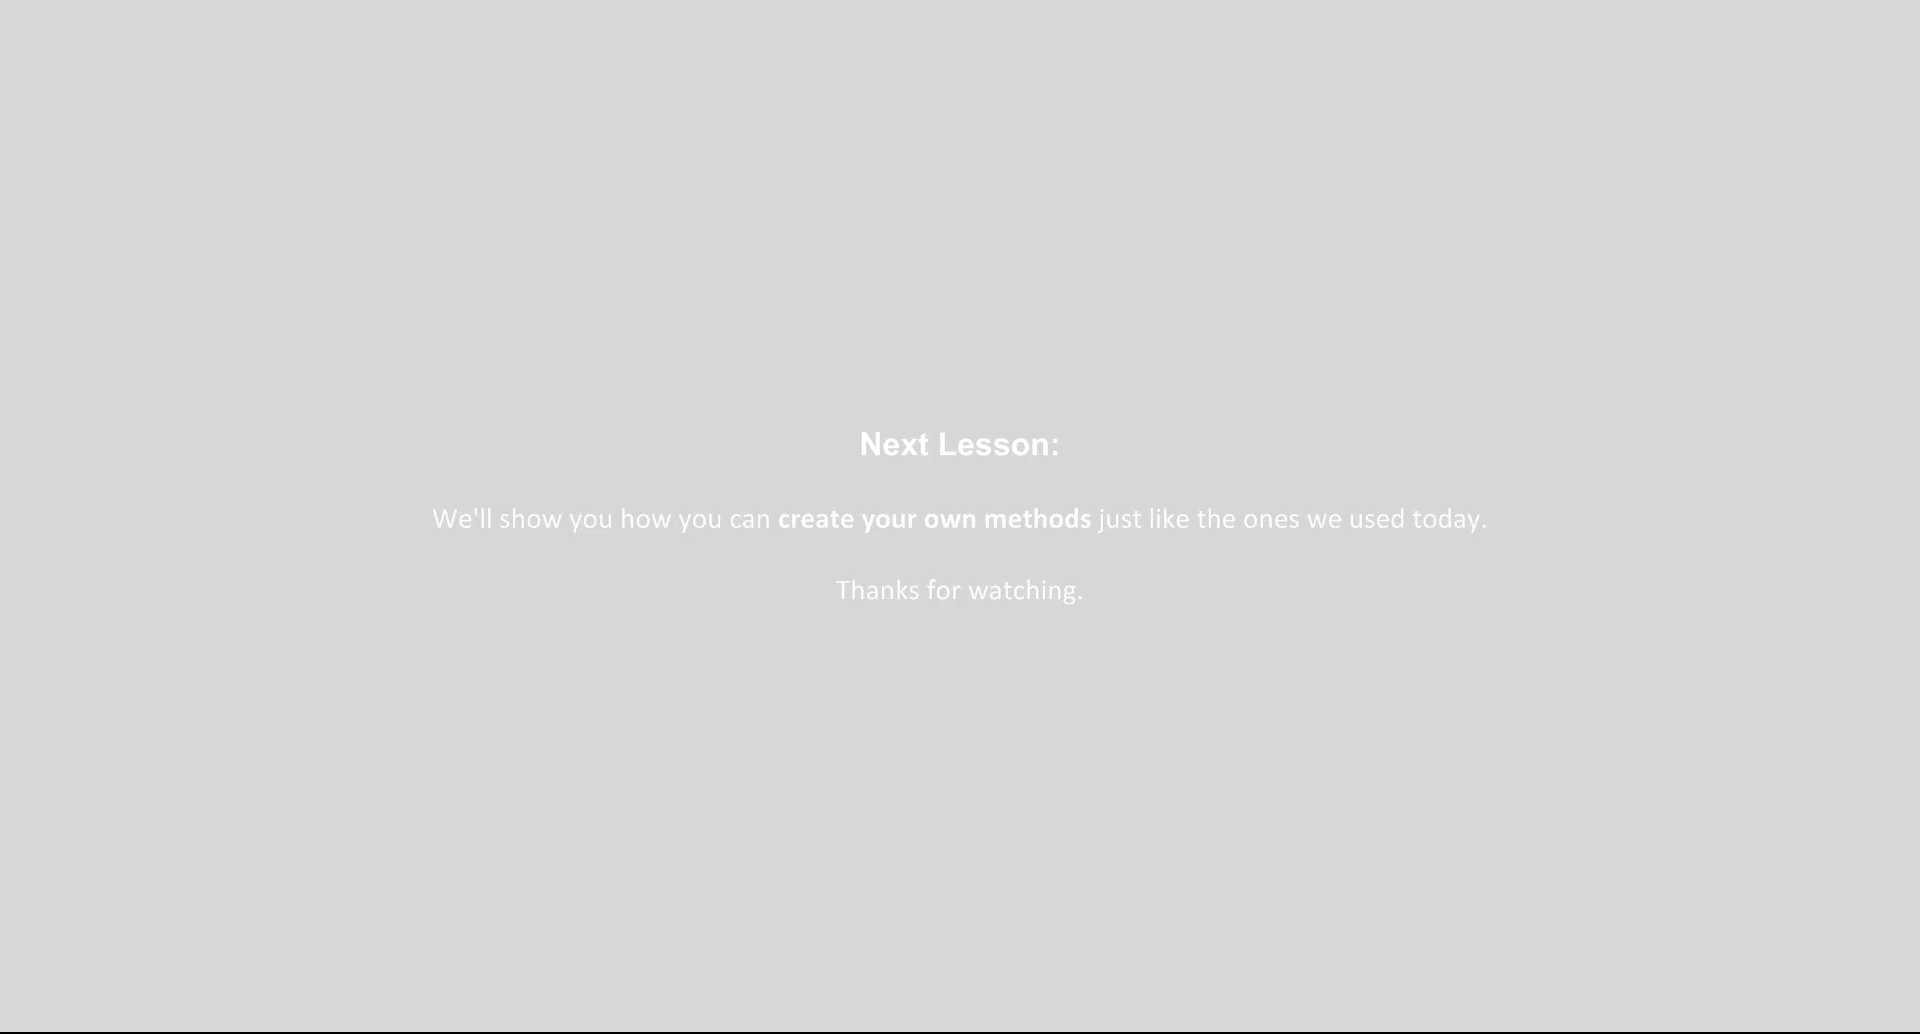 Next Lesson:
We'll show you how you can create your own methods just like the ones we used today.
Thanks for watching.